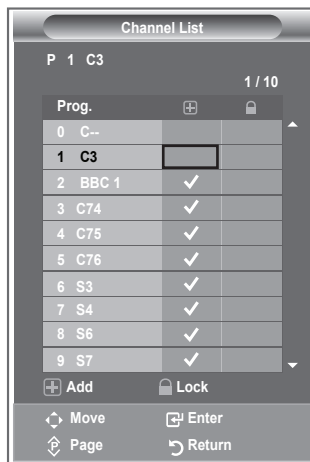 Channel List
P 1 C3
1 / 10
Prog.
0 C--
1 C3
2 BBC 1
3 C74
4 C75
5 C76
6 S3
7 S4
8 S6
9 S7
Add Lock
Move Enter
Page Return